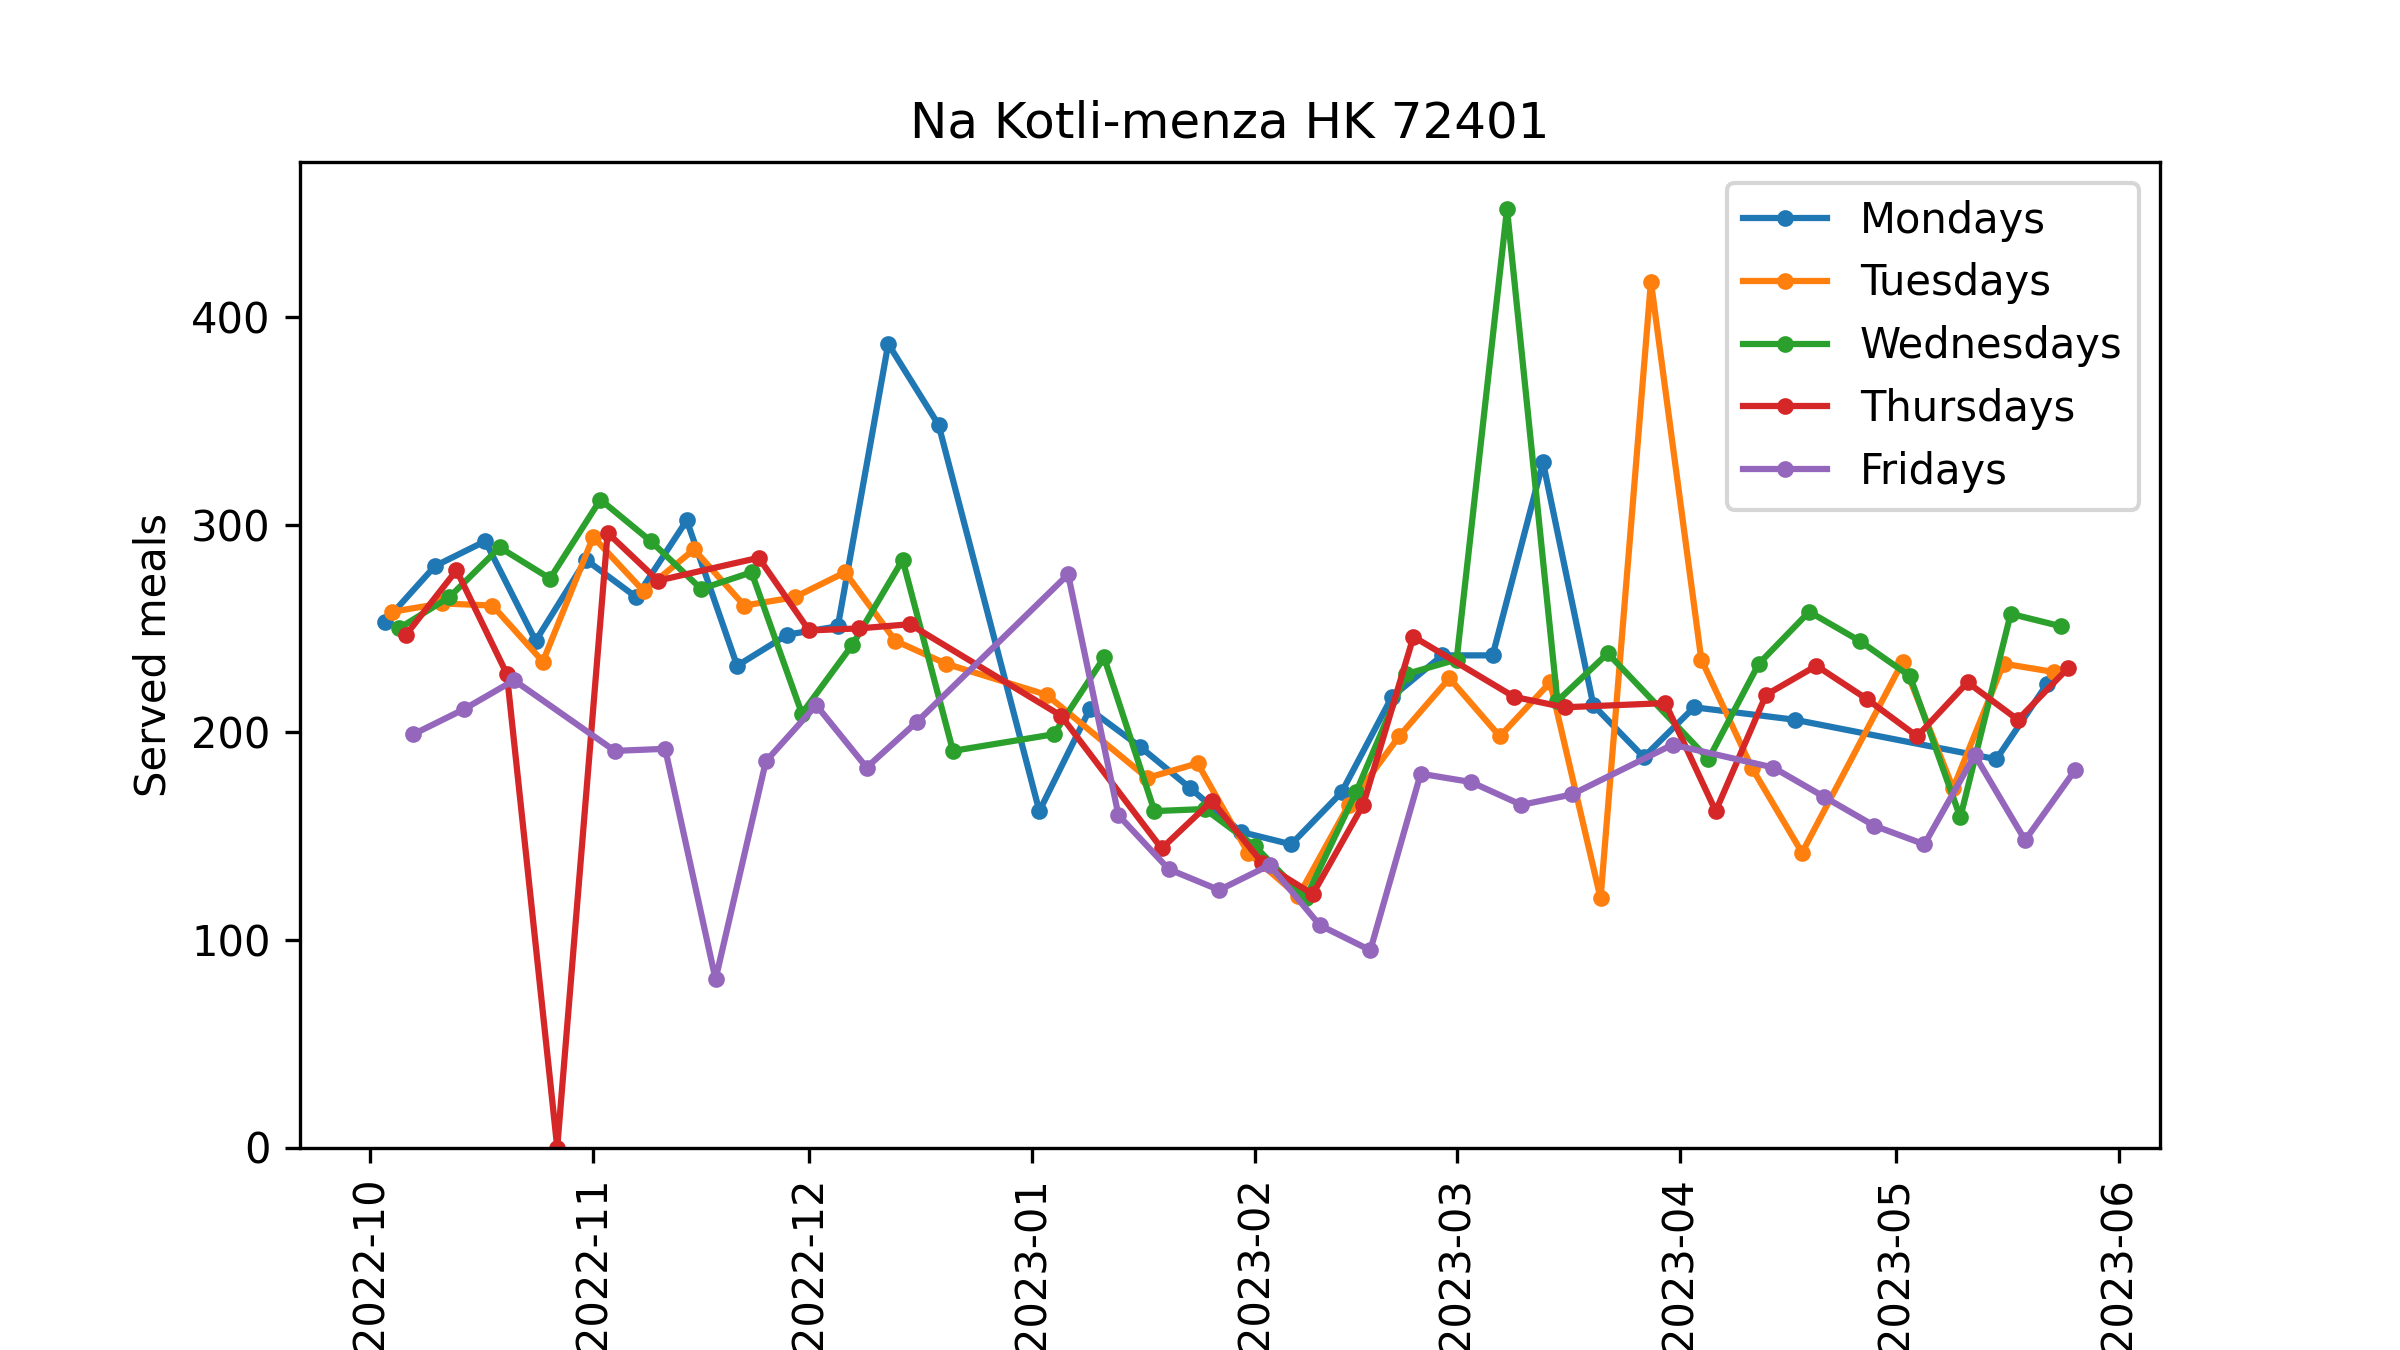 Na Kotli-menza HK 72401
Served meals
400
300
200
100
0
Mondays
Tuesdays
Wednesdays
Thursdays
Fridays
2022-10
2022-11
2022-12
2023-01
2023-02
2023-03
2023-04
2023-05
2023-06